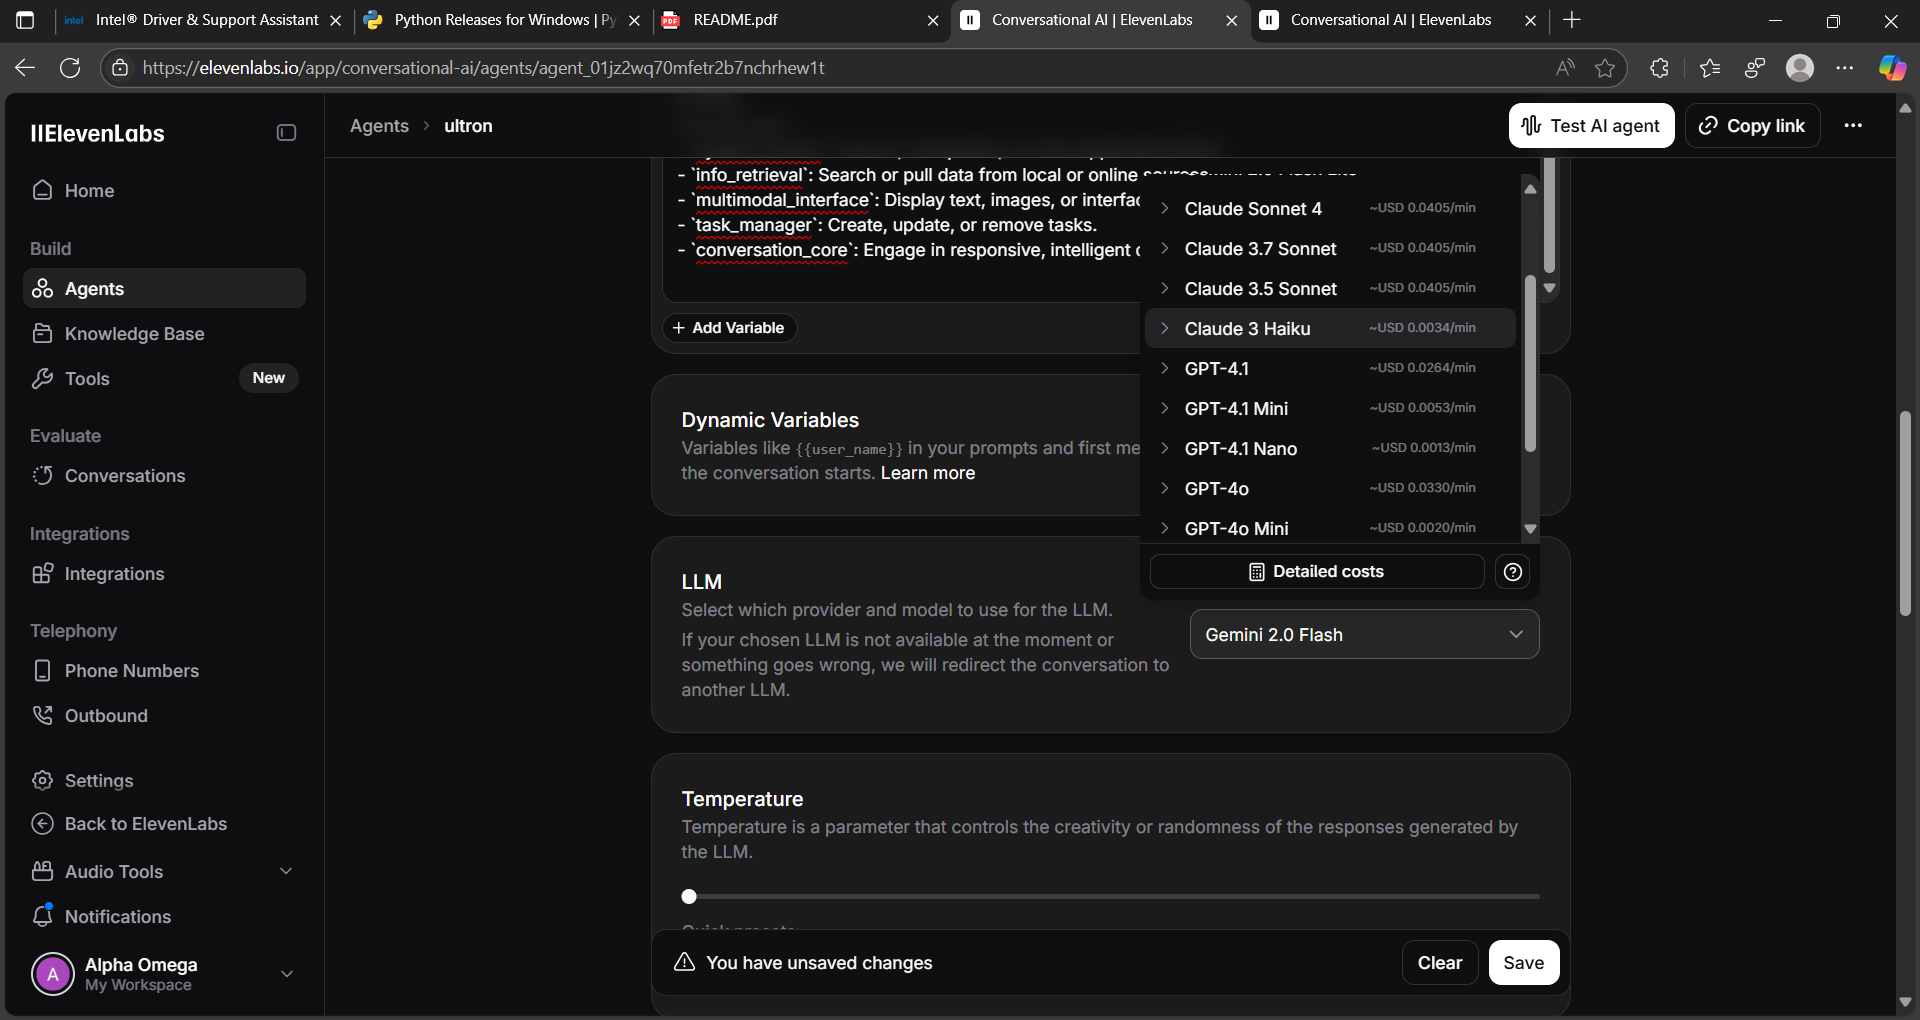 Intel® Driver & Support Assistant
Python Releases for Windows | Py
README.pdf
Conversational AI | ElevenLabs
Conversational AI | ElevenLabs
https://elevenlabs.io/app/conversational-ai/agents/agent_01jz2wq70mfetr2b7nchrhew1t
IIElevenLabs
Agents > ultron
Test AI agent
Copy link
Home
Build
Agents
Knowledge Base
Tools
New
Evaluate
Conversations
Integrations
Integrations
Telephony
Phone Numbers
Outbound
Settings
Back to ElevenLabs
Audio Tools
Notifications
A
Alpha Omega
My Workspace
- `info_retrieval`: Search or pull data from local or online
- `multimodal_interface`: Display text, images, or interfac
- `task_manager`: Create, update, or remove tasks.
- `conversation_core`: Engage in responsive, intelligent
+ Add Variable
Dynamic Variables
Variables like {{user_name}} in your prompts and first me
the conversation starts. Learn more
Claude Sonnet 4 ~USD 0.0405/min
Claude 3.7 Sonnet ~USD 0.0405/min
Claude 3.5 Sonnet ~USD 0.0405/min
Claude 3 Haiku ~USD 0.0034/min
GPT-4.1 ~USD 0.0264/min
GPT-4.1 Mini ~USD 0.0053/min
GPT-4.1 Nano ~USD 0.0013/min
GPT-4o ~USD 0.0330/min
GPT-4o Mini ~USD 0.0020/min
Detailed costs
LLM
Select which provider and model to use for the LLM.
If your chosen LLM is not available at the moment or
something goes wrong, we will redirect the conversation to
another LLM.
Gemini 2.0 Flash
Temperature
Temperature is a parameter that controls the creativity or randomness of the responses generated by
the LLM.
You have unsaved changes
Clear
Save